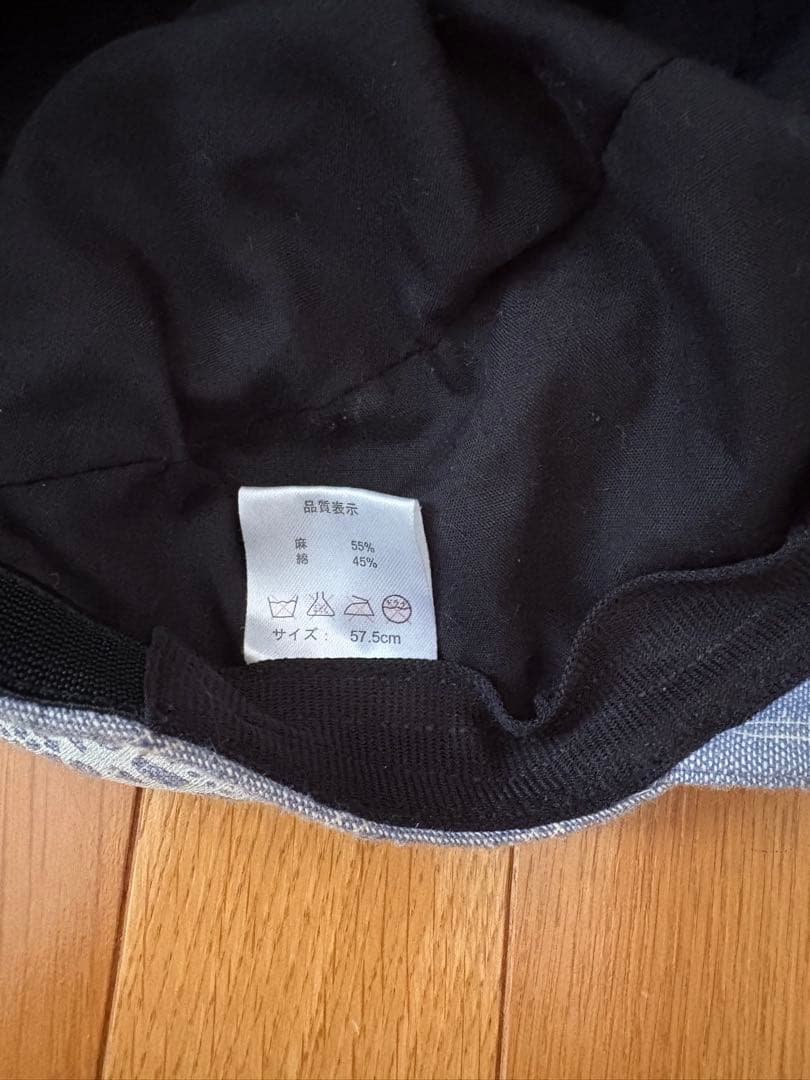 品質表示
麻 55%
綿 45%
サイズ： 57.5cm